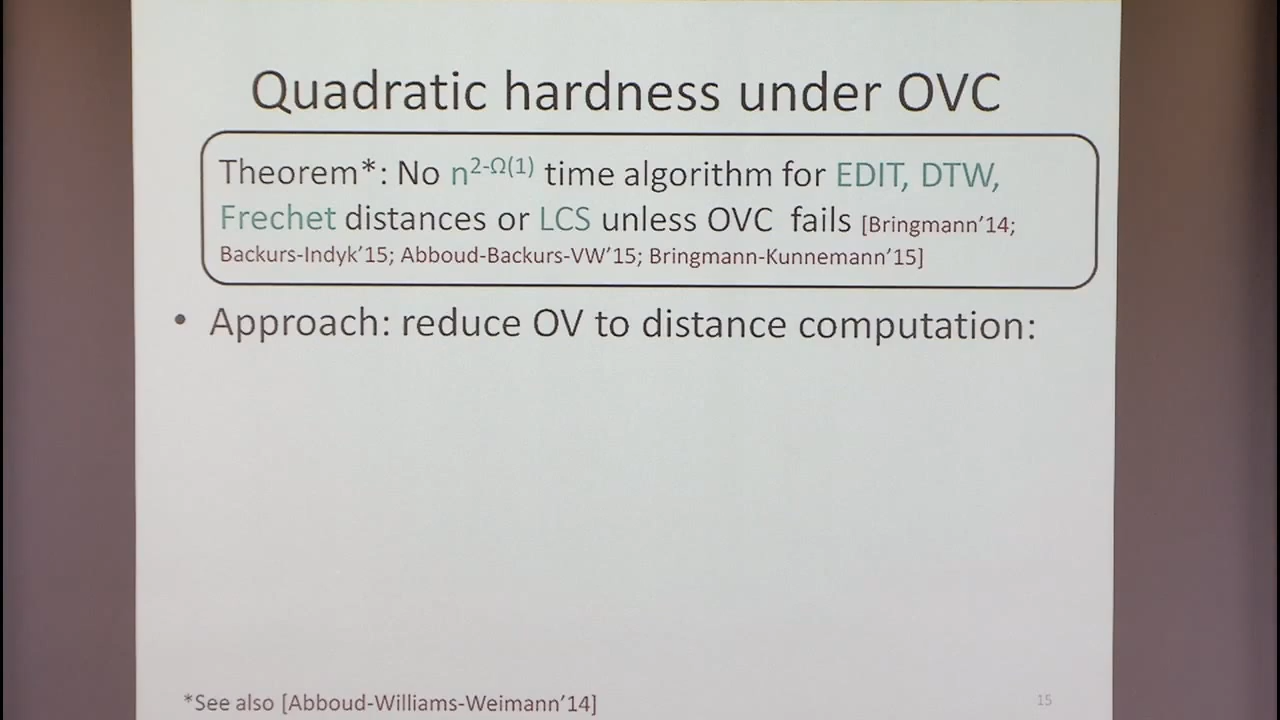 Quadratic hardness under OVC
Theorem*: No n^2-Ω(1) time algorithm for EDIT, DTW,
Frechet distances or LCS unless OVC fails [Bringmann'14;
Backurs-Indyk'15; Abboud-Backurs-VW'15; Bringmann-Kunnemann'15]
• Approach: reduce OV to distance computation:
*See also [Abboud-Williams-Weimann'14]
15